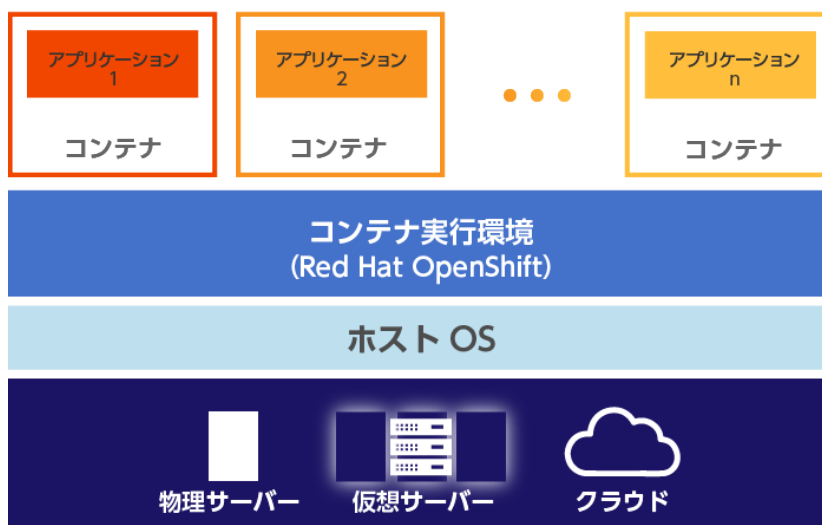 アプリケーション
1
コンテナ
アプリケーション
2
コンテナ
アプリケーション
n
コンテナ
コンテナ実行環境
(Red Hat OpenShift)
ホスト OS
物理サーバー
仮想サーバー
クラウド